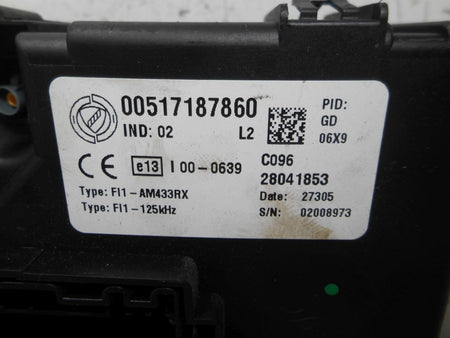 00517187860
IND: 02 L2
PID:
GD
06X9
CE e13 I 00-0639
C096
28041853
Type: FI1-AM433RX
Type: FI1-125kHz
Date: 27305
S/N: 02008973